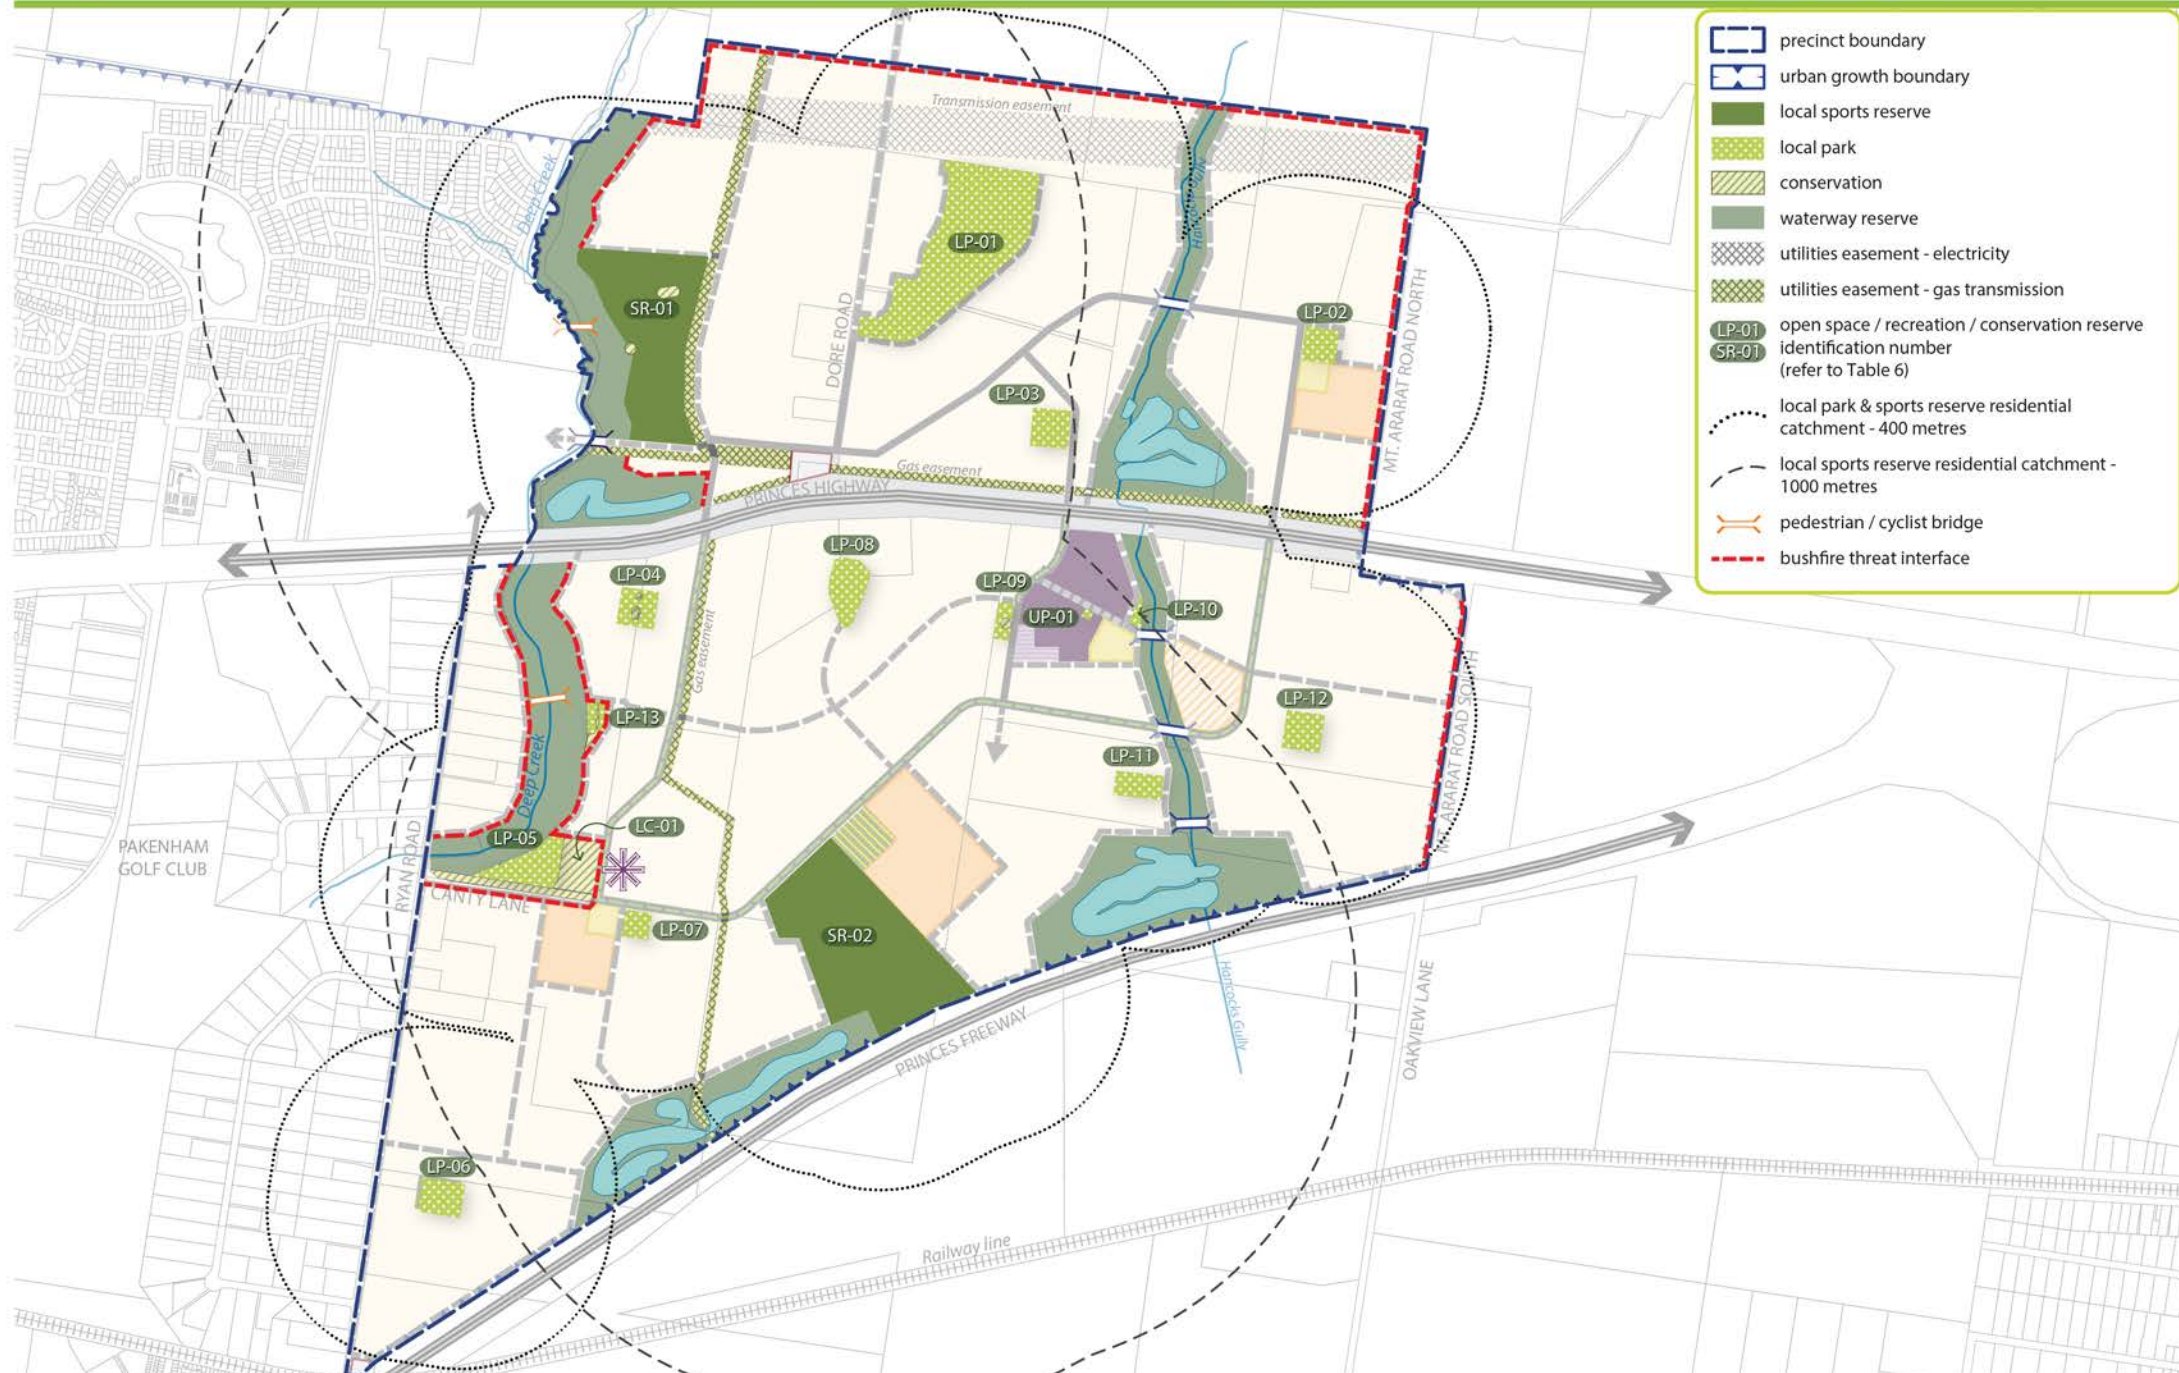 precinct boundary
urban growth boundary
local sports reserve
local park
conservation
waterway reserve
utilities easement - electricity
utilities easement - gas transmission
LP-01
SR-01
open space / recreation / conservation reserve
identification number
(refer to Table 6)
local park & sports reserve residential
catchment - 400 metres
local sports reserve residential catchment -
1000 metres
pedestrian / cyclist bridge
bushfire threat interface
Transmission easement
Deep Creek
LP-01
SR-01
DORE ROAD
LP-02
MT. ARARAT ROAD NORTH
LP-03
Gas easement
PRINCES HIGHWAY
LP-08
LP-04
LP-09
UP-01
LP-10
Gas easement
LP-13
LP-12
MT. ARARAT ROAD SOUTH
LP-11
Deep Creek
LP-05
LC-01
PAKENHAM
GOLF CLUB
RYAN ROAD
CANTY LANE
LP-07
SR-02
Hancocks Gully
OAKVIEW LANE
PRINCES FREEWAY
LP-06
Railway line